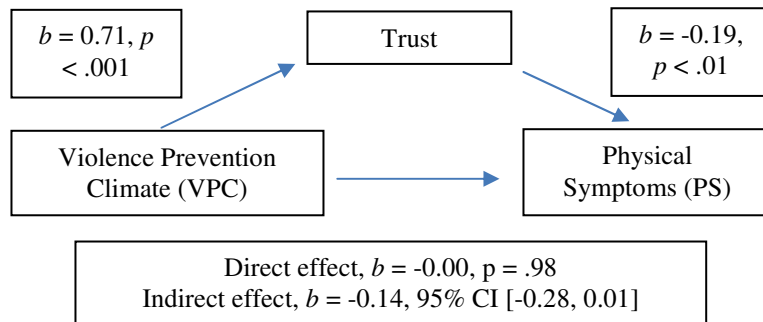 b = 0.71, p
< .001
Trust
b = -0.19,
p < .01
Violence Prevention
Climate (VPC)
Physical
Symptoms (PS)
Direct effect, b = -0.00, p = .98
Indirect effect, b = -0.14, 95% CI [-0.28, 0.01]